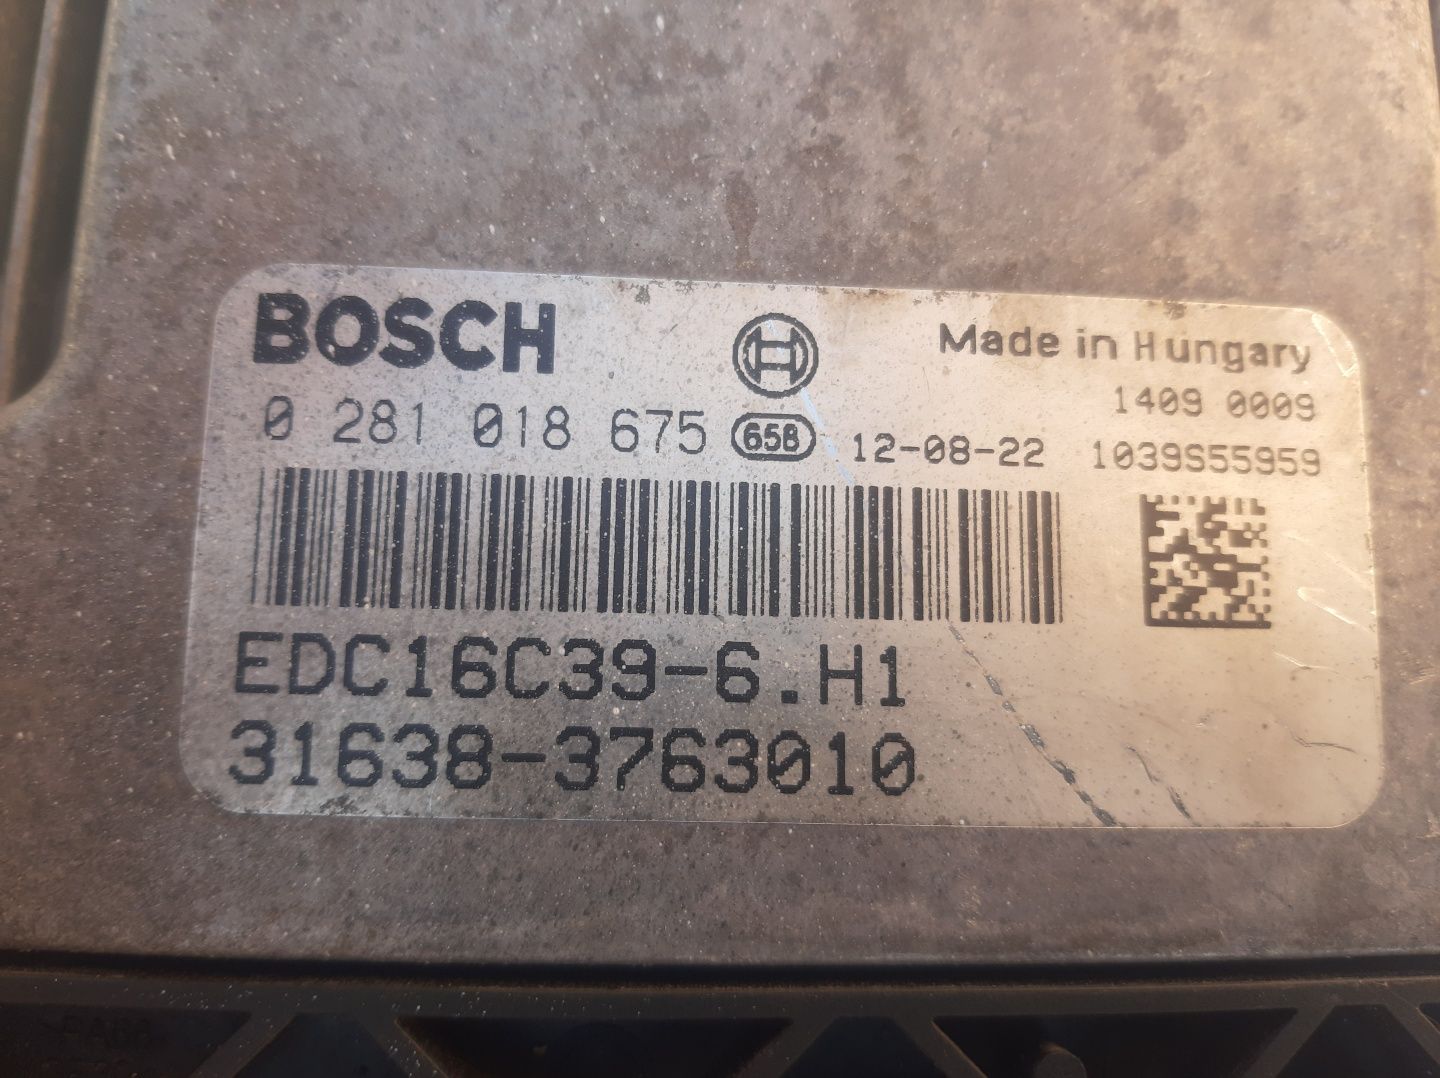 BOSCH
Made in Hungary
1409 0009
0 281 018 675 658 12-08-22 1039S55959
EDC16C39-6.H1
31638-3763010